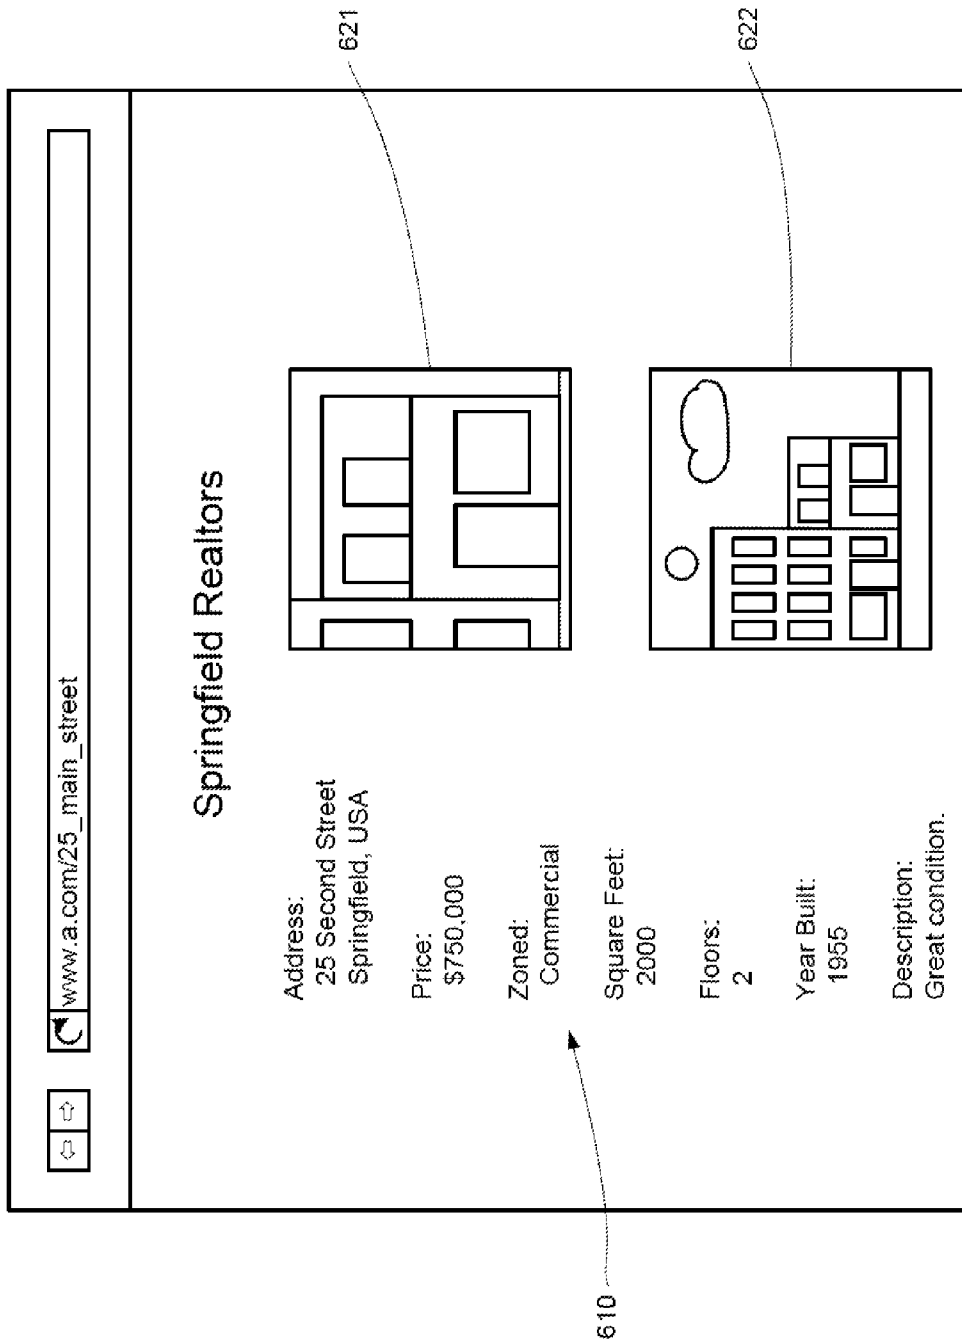 www.a.com/25_main_street
Springfield Realtors
Address:
25 Second Street
Springfield, USA
Price:
$750,000
Zoned:
Commercial
Square Feet:
2000
Floors:
2
Year Built:
1955
Description:
Great condition.
610
621
622